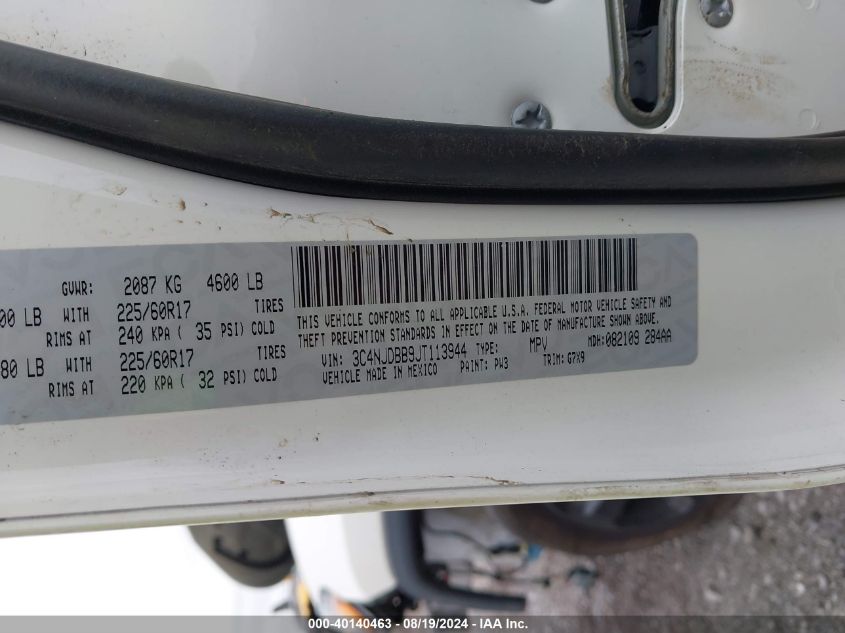 GVWR: 2087 KG 4600 LB
00 LB WITH 225/60R17 TIRES
RIMS AT 240 KPA ( 35 PSI) COLD
80 LB WITH 225/60R17 TIRES
RIMS AT 220 KPA ( 32 PSI) COLD
THIS VEHICLE CONFORMS TO ALL APPLICABLE U.S.A. FEDERAL MOTOR VEHICLE SAFETY AND
THEFT PREVENTION STANDARDS IN EFFECT ON THE DATE OF MANUFACTURE SHOWN ABOVE.
VIN: 3C4NJDBB9JT113944 TYPE: MPV MDH:082109 284AA
VEHICLE MADE IN MEXICO PAINT: PW3 TRIM: G7X9
000-40140463 - 08/19/2024 - IAAI Inc.